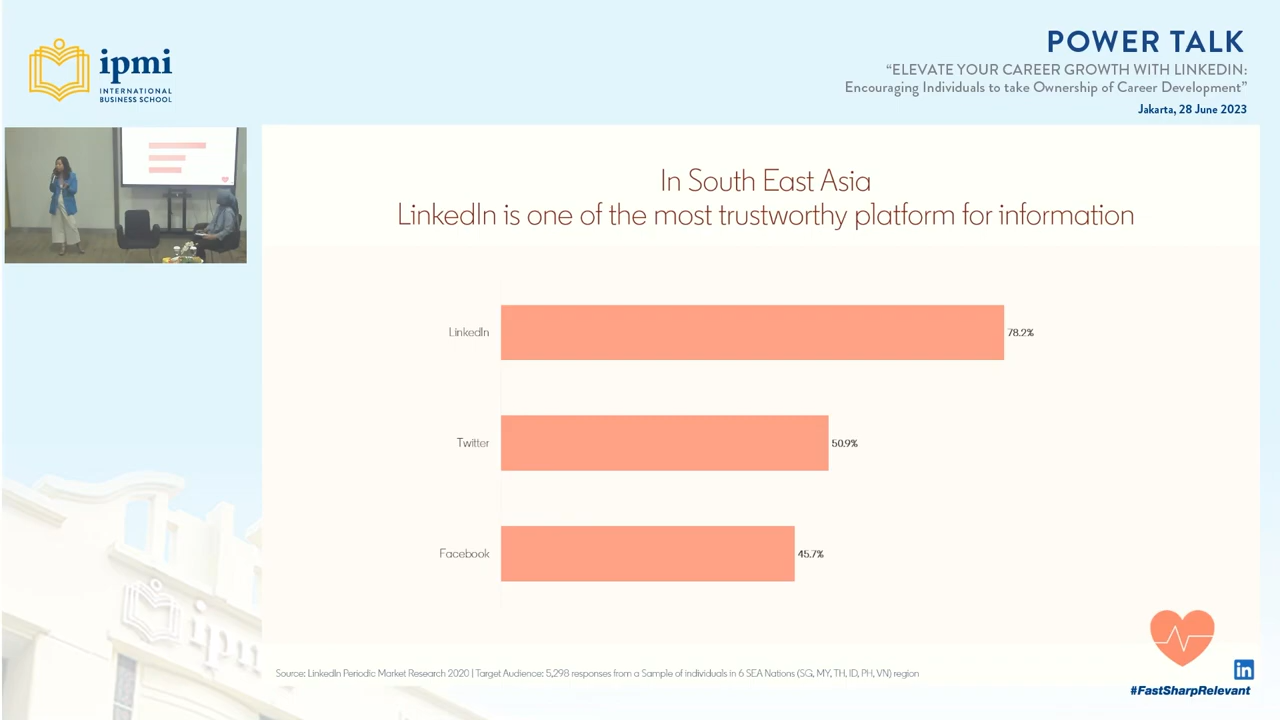 ipmi
INTERNATIONAL
BUSINESS SCHOOL
POWER TALK
“ELEVATE YOUR CAREER GROWTH WITH LINKEDIN:
Encouraging Individuals to take Ownership of Career Development”
Jakarta, 28 June 2023
In South East Asia
LinkedIn is one of the most trustworthy platform for information
LinkedIn
78.2%
Twitter
50.9%
Facebook
45.7%
ipmi
Source: LinkedIn Periodic Market Research 2020 | Target Audience: 5,298 responses from a Sample of individuals in 6 SEA Nations (SG, MY, TH, ID, PH, VN) region
in
#FastSharpRelevant